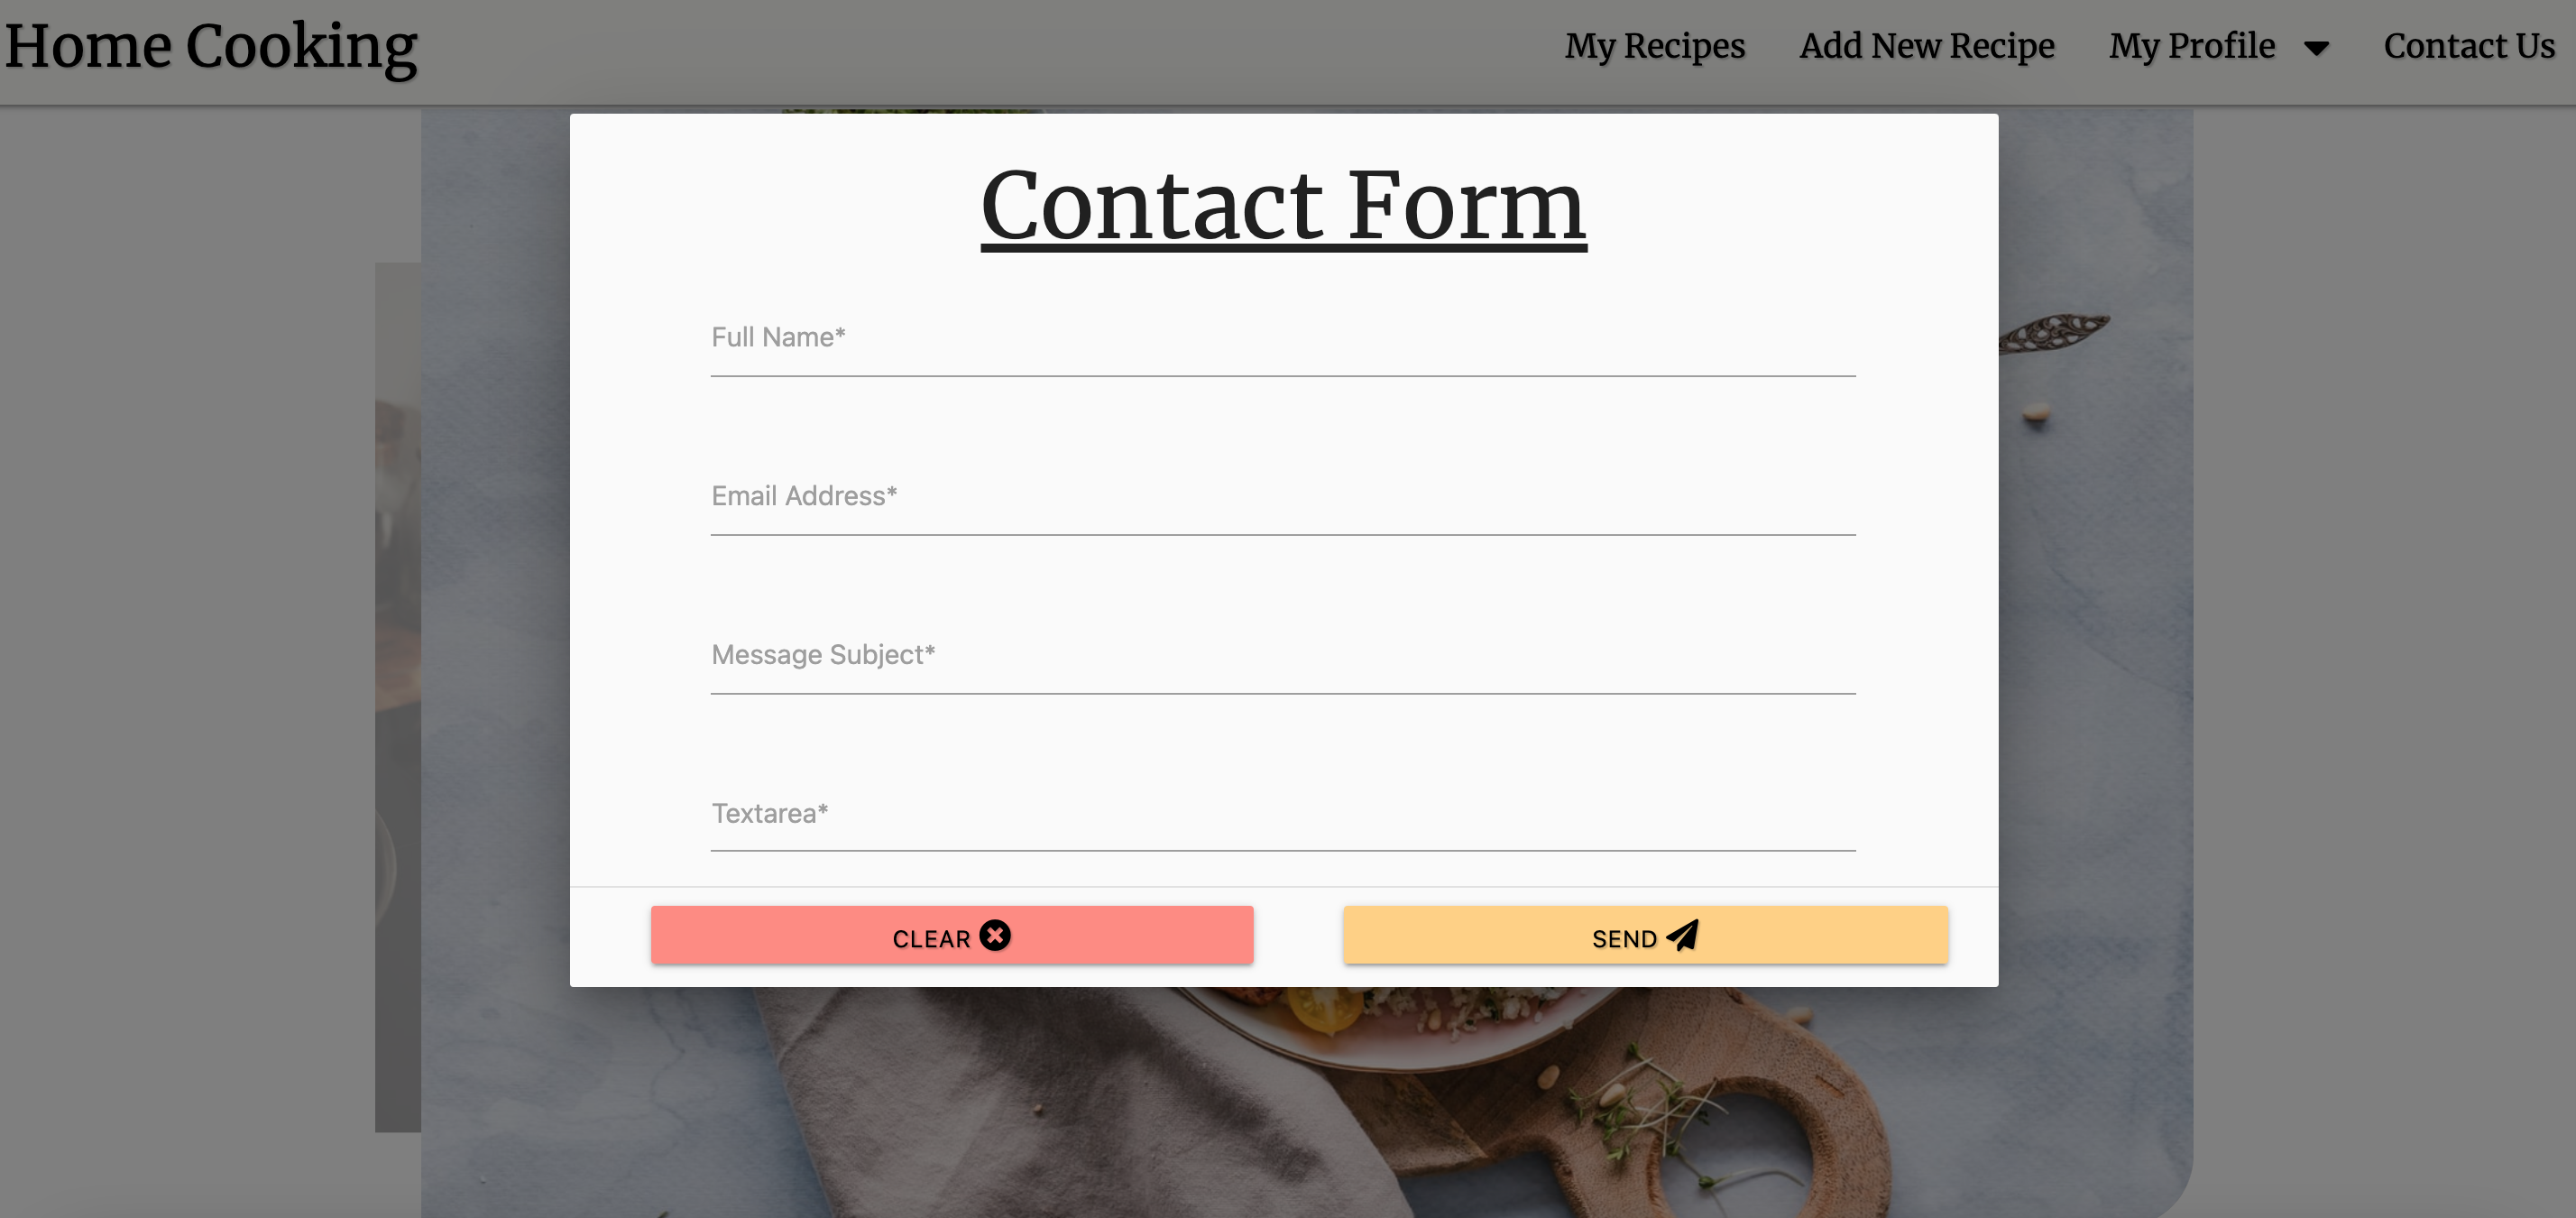 Home Cooking
My Recipes Add New Recipe My Profile Contact Us
Contact Form
Full Name*
Email Address*
Message Subject*
Textarea*
CLEAR SEND